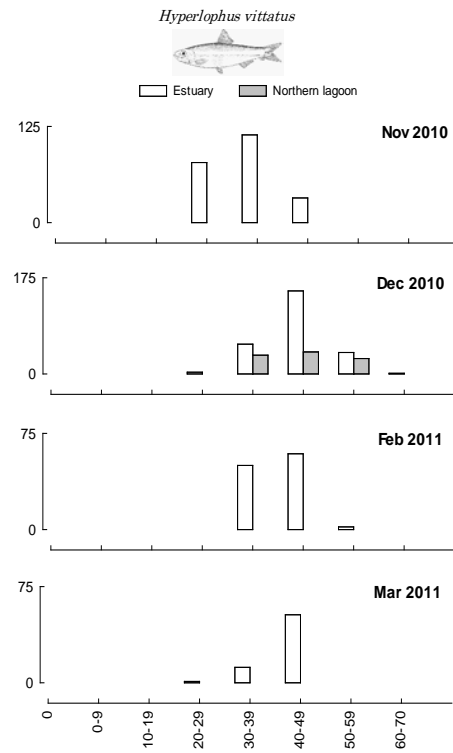 Hyperlophus vittatus
Estuary Northern lagoon
125
Nov 2010
0
175
Dec 2010
0
75
Feb 2011
0
75
Mar 2011
0
0 0-9 10-19 20-29 30-39 40-49 50-59 60-70